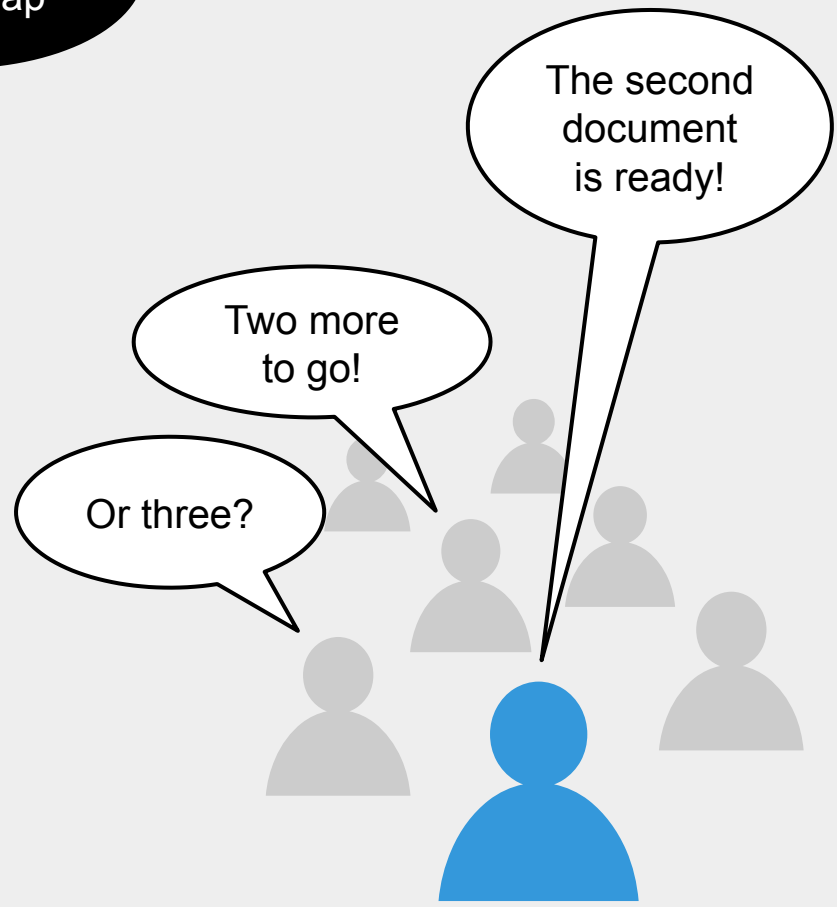 The second
document
is ready!
Two more
to go!
Or three?